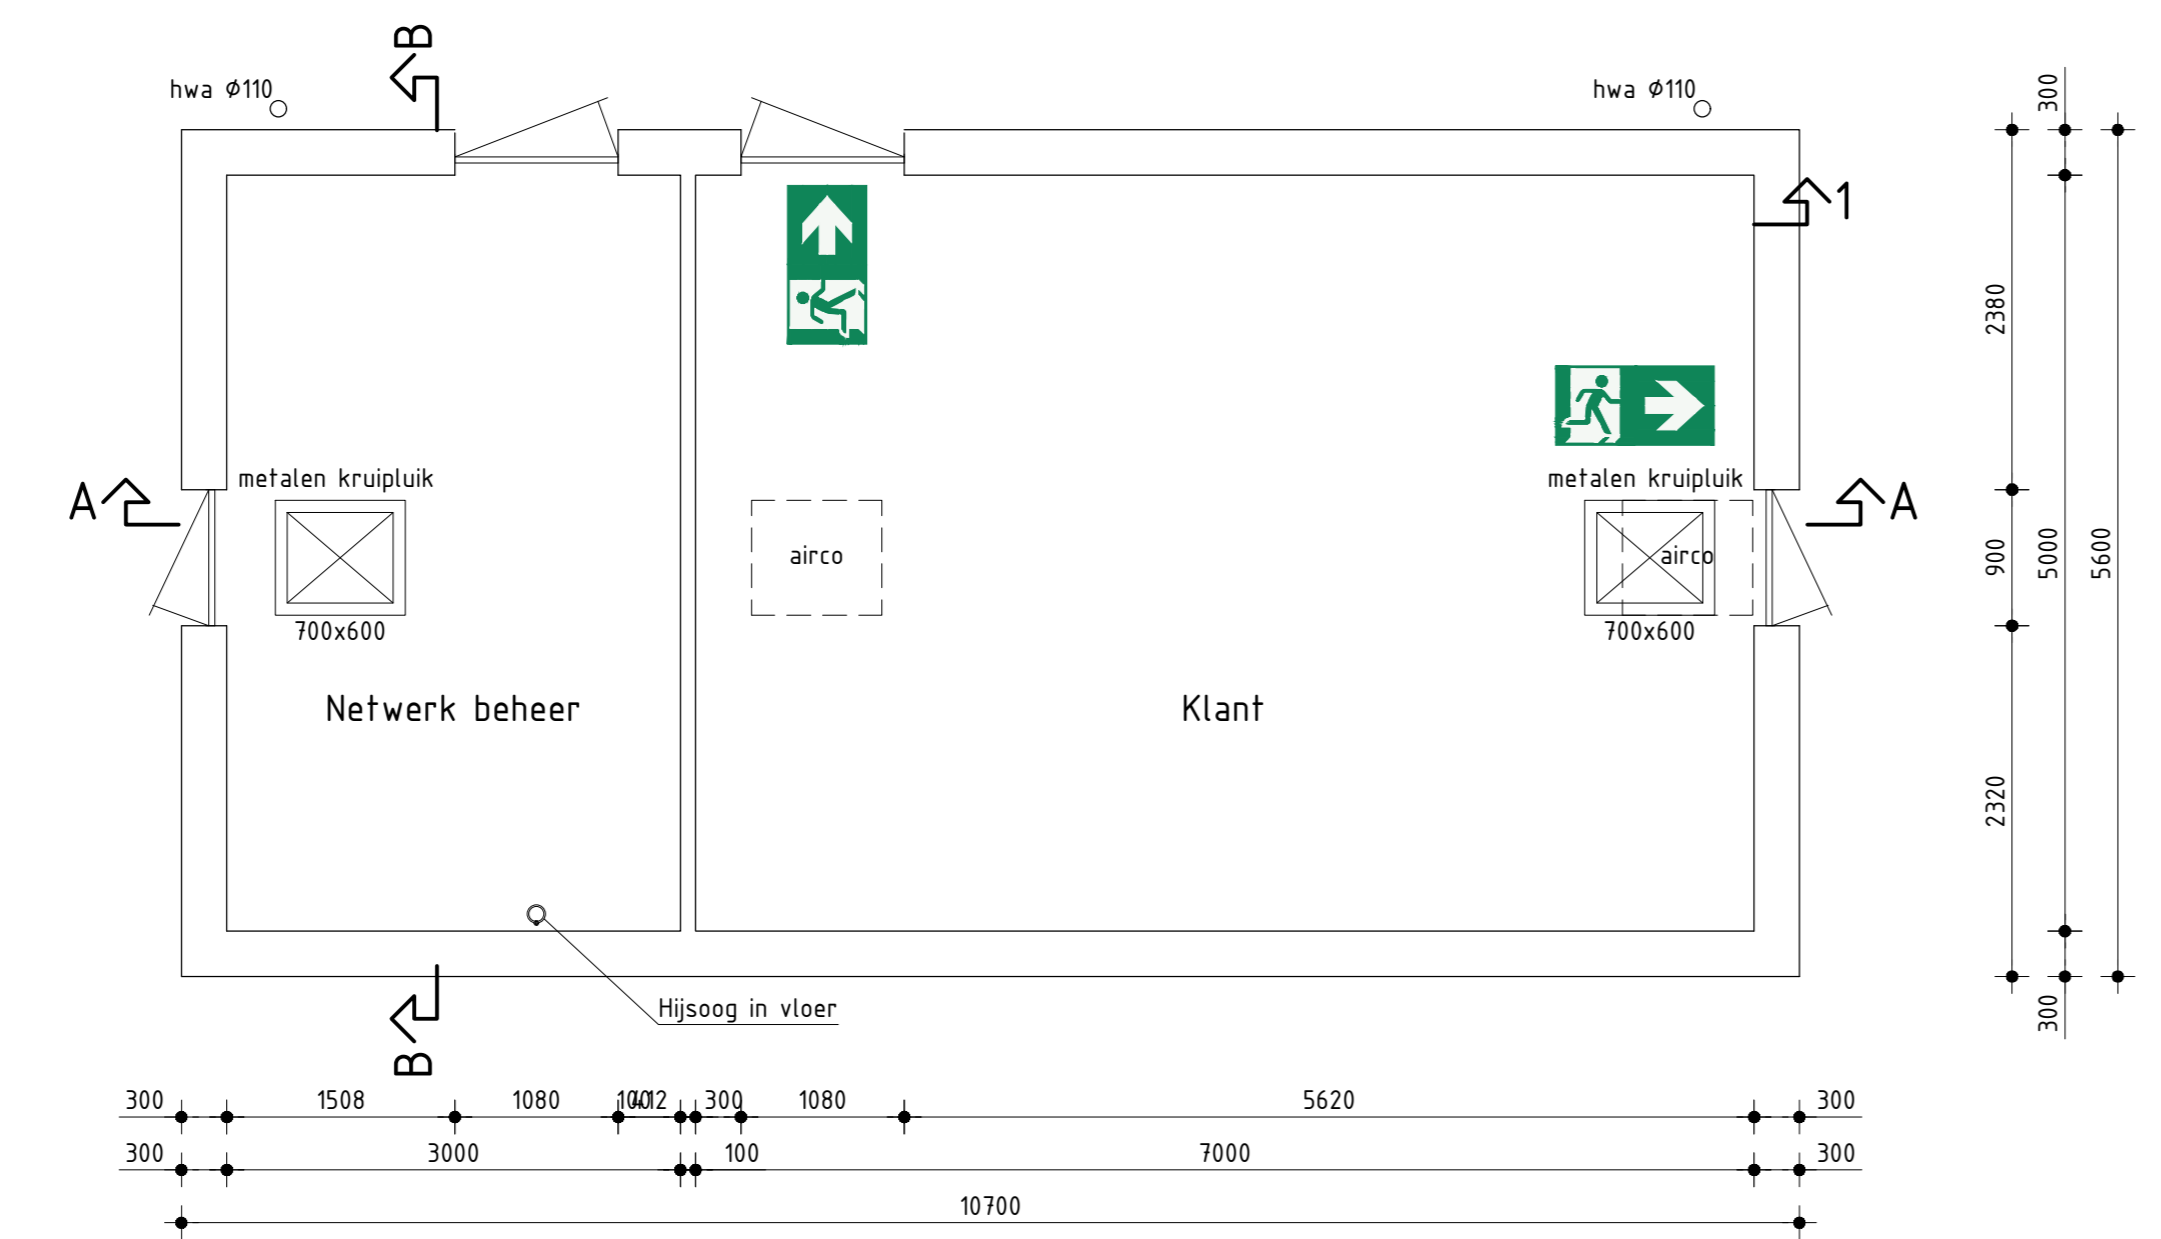 B
hwa Ø110
hwa Ø110
300
1
2380
metalen kruipluik
metalen kruipluik
A
A
airco
airco
900
5000
5600
700x600
700x600
Netwerk beheer
Klant
2320
Hijsoog in vloer
300
B
300 1508 1080 100 412 300 1080 5620 300
300 3000 100 7000 300
10700